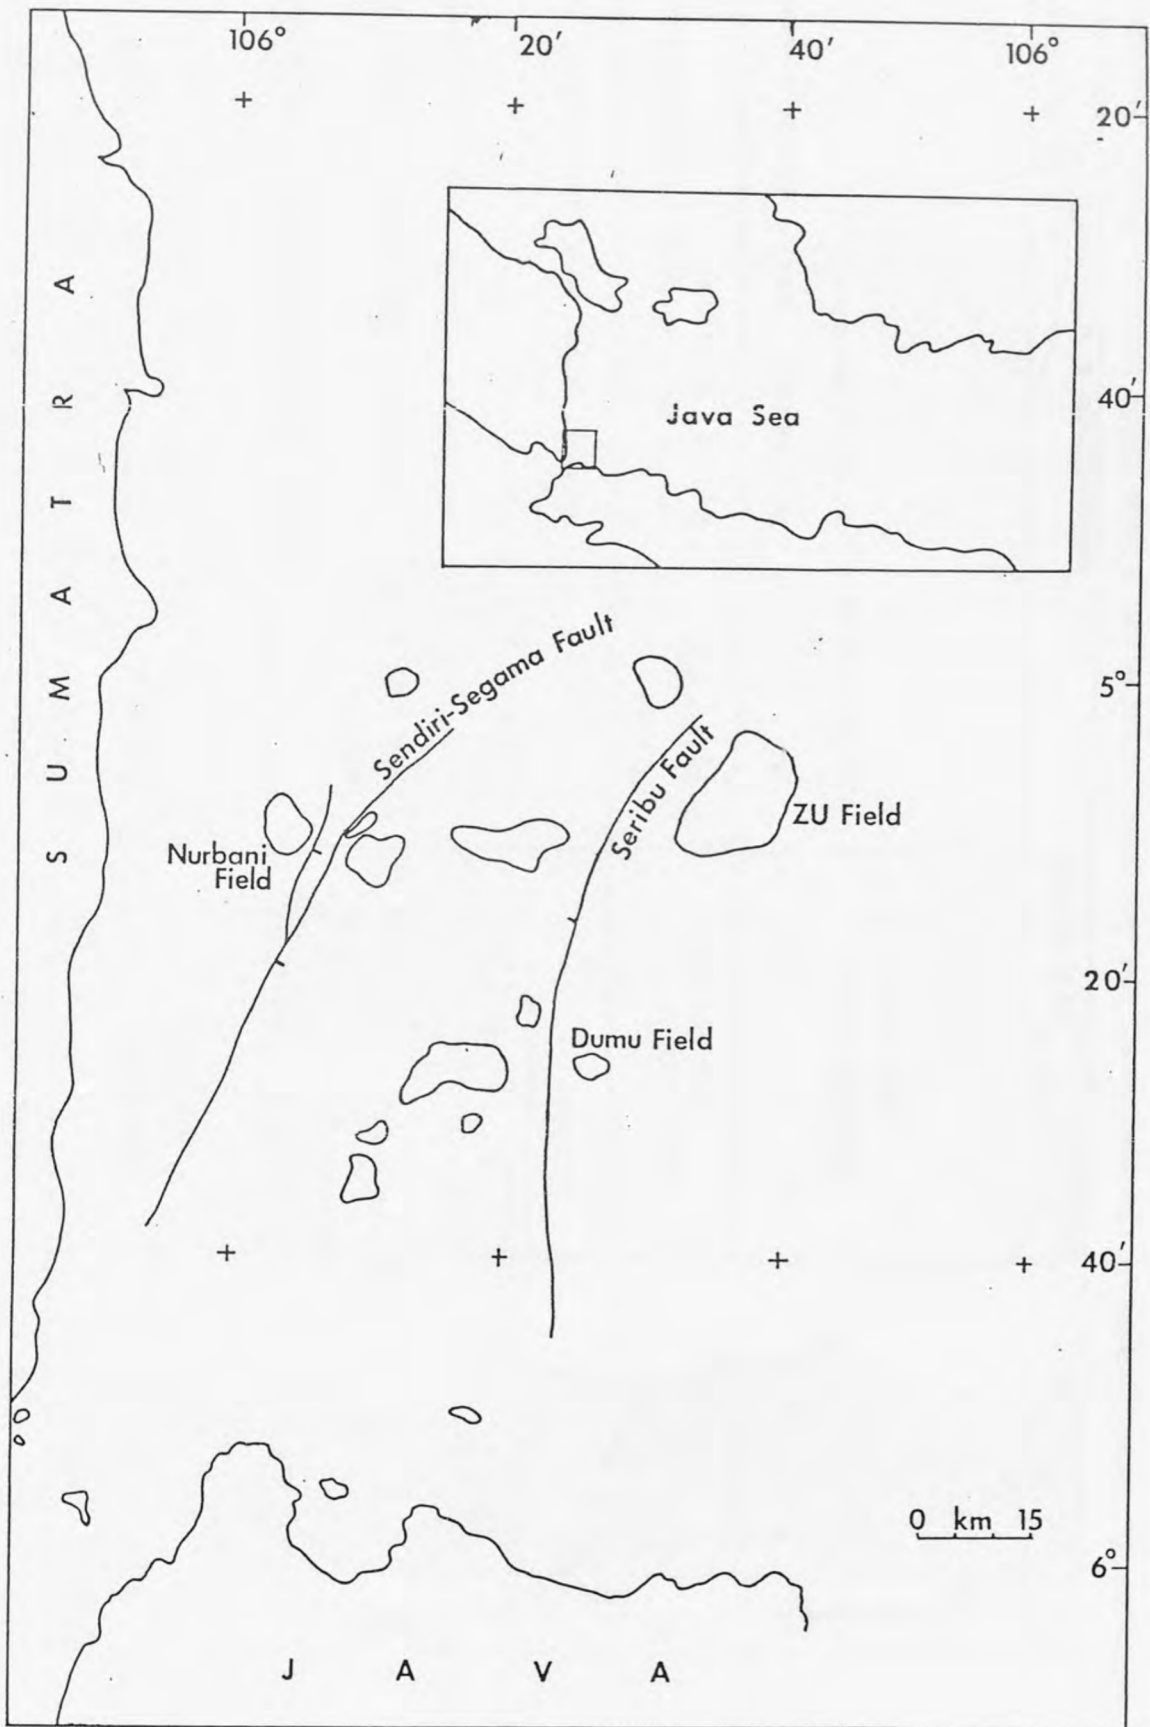 106° 20′ 40′ 106°
20′
40′
Java Sea
S U M A T R A
Sendiri-Segama Fault
5°
Seribu Fault
ZU Field
Nurbani
Field
20′
Dumu Field
40′
0 km 15
6°
J A V A